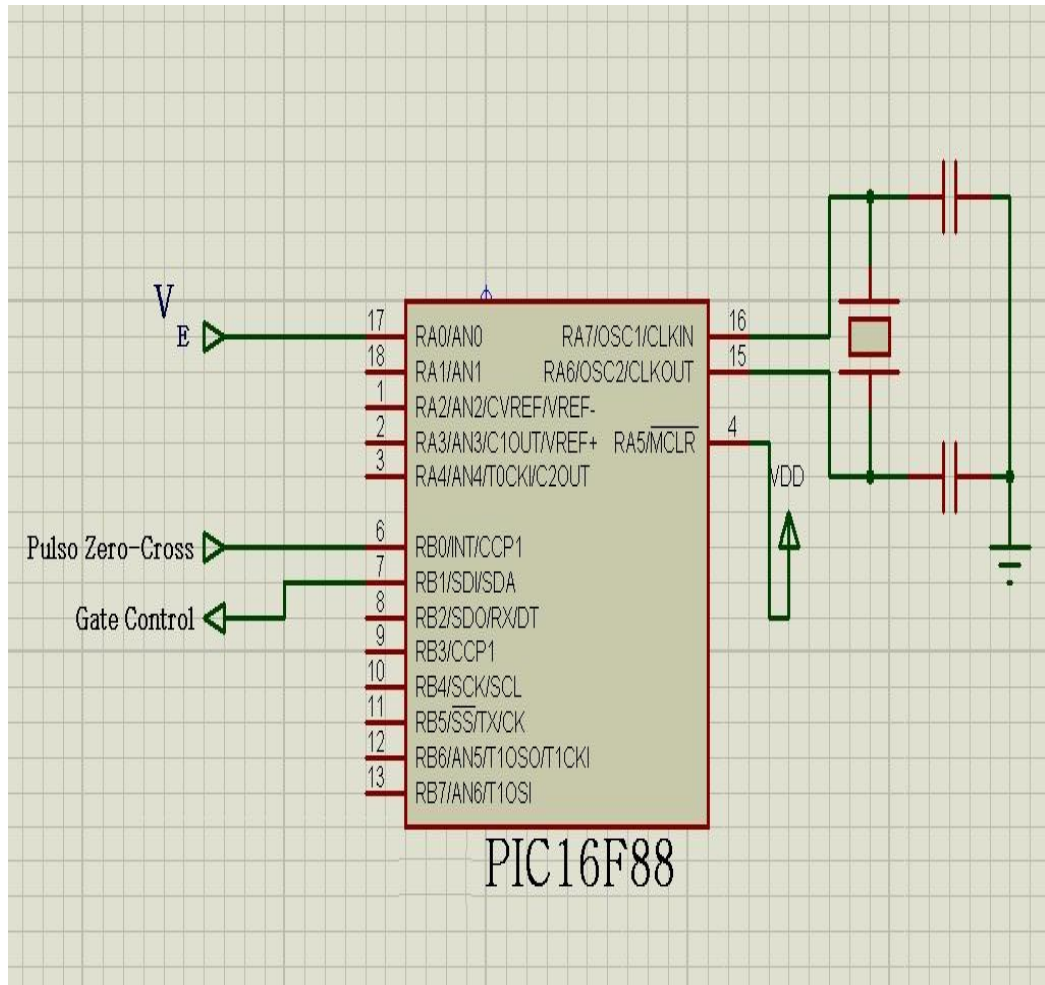 V
E
17
RA0/AN0
18
RA1/AN1
1
RA2/AN2/CVREF/VREF-
2
RA3/AN3/C1OUT/VREF+
3
RA4/AN4/T0CKI/C2OUT
Pulso Zero-Cross
6
RB0/INT/CCP1
Gate Control
7
RB1/SDI/SDA
8
RB2/SDO/RX/DT
9
RB3/CCP1
10
RB4/SCK/SCL
11
RB5/SS/TX/CK
12
RB6/AN5/T1OSO/T1CKI
13
RB7/AN6/T1OSI
RA7/OSC1/CLKIN
16
RA6/OSC2/CLKOUT
15
RA5/MCLR
4
VDD
PIC16F88